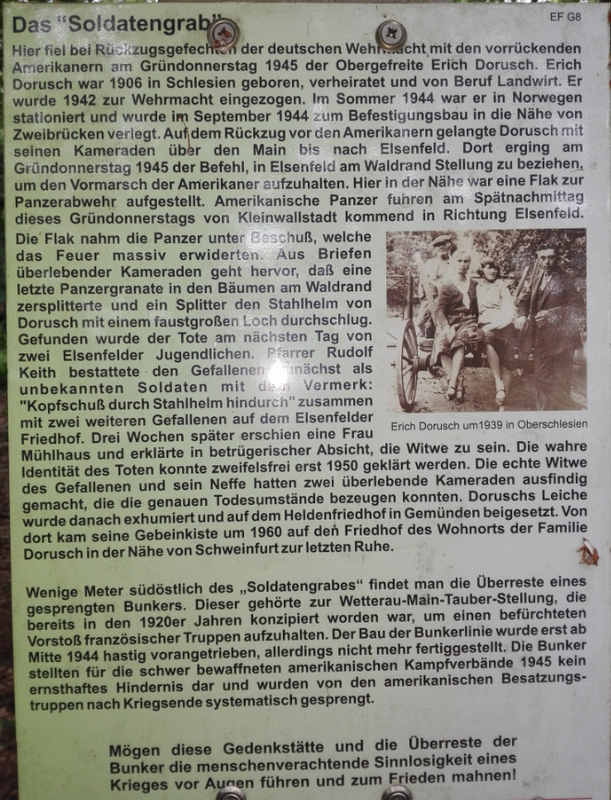 Das "Soldatengrab"
EF G8
Hier fiel bei Rückzugsgefechten der deutschen Wehrmacht mit den vorrückenden
Amerikanern am Gründonnerstag 1945 der Obergefreite Erich Dorusch. Erich
Dorusch war 1906 in Schlesien geboren, verheiratet und von Beruf Landwirt. Er
wurde 1942 zur Wehrmacht eingezogen. Im Sommer 1944 war er in Norwegen
stationiert und wurde im September 1944 zum Befestigungsbau in die Nähe von
Zweibrücken verlegt. Auf dem Rückzug vor den Amerikanern gelangte Dorusch mit
seinen Kameraden über den Main bis nach Elsenfeld. Dort erging am
Gründonnerstag 1945 der Befehl, in Elsenfeld am Waldrand Stellung zu beziehen,
um den Vormarsch der Amerikaner aufzuhalten. Hier in der Nähe war eine Flak zur
Panzerabwehr aufgestellt. Amerikanische Panzer fuhren am Spätnachmittag
dieses Gründonnerstags von Kleinwallstadt kommend in Richtung Elsenfeld.
Die Flak nahm die Panzer unter Beschuß, welche
das Feuer massiv erwiderten. Aus Briefen
überlebender Kameraden geht hervor, daß eine
letzte Panzergranate in den Bäumen am Waldrand
zersplitterte und ein Splitter den Stahlhelm von
Dorusch mit einem faustgroßen Loch durchschlug.
Gefunden wurde der Tote am nächsten Tag von
zwei Elsenfelder Jugendlichen. Pfarrer Rudolf
Keith bestattete den Gefallenen zunächst als
unbekannten Soldaten mit dem Vermerk:
"Kopfschuß durch Stahlhelm hindurch" zusammen
mit zwei weiteren Gefallenen auf dem Elsenfelder
Friedhof. Drei Wochen später erschien eine Frau
Erich Dorusch um1939 in Oberschlesien
Mühlhaus und erklärte in betrügerischer Absicht, die Witwe zu sein. Die wahre
Identität des Toten konnte zweifelsfrei erst 1950 geklärt werden. Die echte Witwe
des Gefallenen und sein Neffe hatten zwei überlebende Kameraden ausfindig
gemacht, die die genauen Todesumstände bezeugen konnten. Doruschs Leiche
wurde danach exhumiert und auf dem Heldenfriedhof in Gemünden beigesetzt. Von
dort kam seine Gebeinkiste um 1960 auf den Friedhof des Wohnorts der Familie
Dorusch in der Nähe von Schweinfurt zur letzten Ruhe.
Wenige Meter südöstlich des „Soldatengrabes“ findet man die Überreste eines
gesprengten Bunkers. Dieser gehörte zur Wetterau-Main-Tauber-Stellung, die
bereits in den 1920er Jahren konzipiert worden war, um einen befürchteten
Vorstoß französischer Truppen aufzuhalten. Der Bau der Bunkerlinie wurde erst ab
Mitte 1944 hastig vorangetrieben, allerdings nicht mehr fertiggestellt. Die Bunker
stellten für die schwer bewaffneten amerikanischen Kampfverbände 1945 kein
ernsthaftes Hindernis dar und wurden von den amerikanischen Besatzungs-
truppen nach Kriegsende systematisch gesprengt.
Mögen diese Gedenkstätte und die Überreste der
Bunker die menschenverachtende Sinnlosigkeit eines
Krieges vor Augen führen und zum Frieden mahnen!